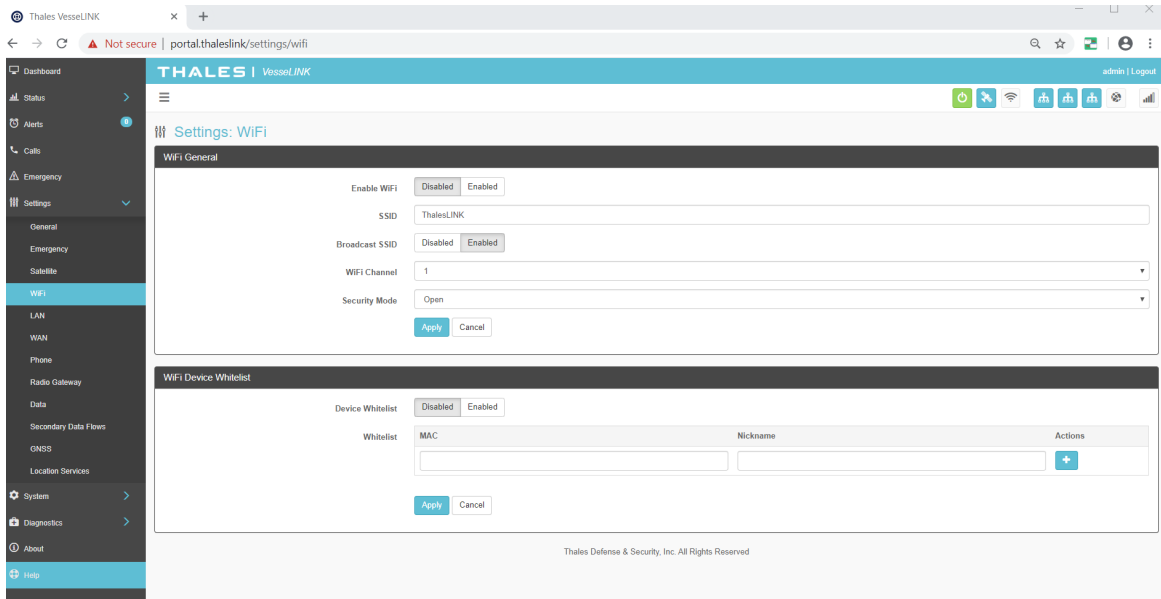 Thales VesseLINK
Not secure | portal.thaleslink/settings/wifi
Dashboard
Status
Alerts 0
Calls
Emergency
Settings
General
Emergency
Satellite
WiFi
LAN
WAN
Phone
Radio Gateway
Data
Secondary Data Flows
GNSS
Location Services
System
Diagnostics
About
Help
THALES | VesseLINK
admin | Logout
Settings: WiFi
WiFi General
Enable WiFi Disabled Enabled
SSID ThalesLINK
Broadcast SSID Disabled Enabled
WiFi Channel 1
Security Mode Open
Apply Cancel
WiFi Device Whitelist
Device Whitelist Disabled Enabled
Whitelist MAC Nickname Actions
Apply Cancel
Thales Defense & Security, Inc. All Rights Reserved